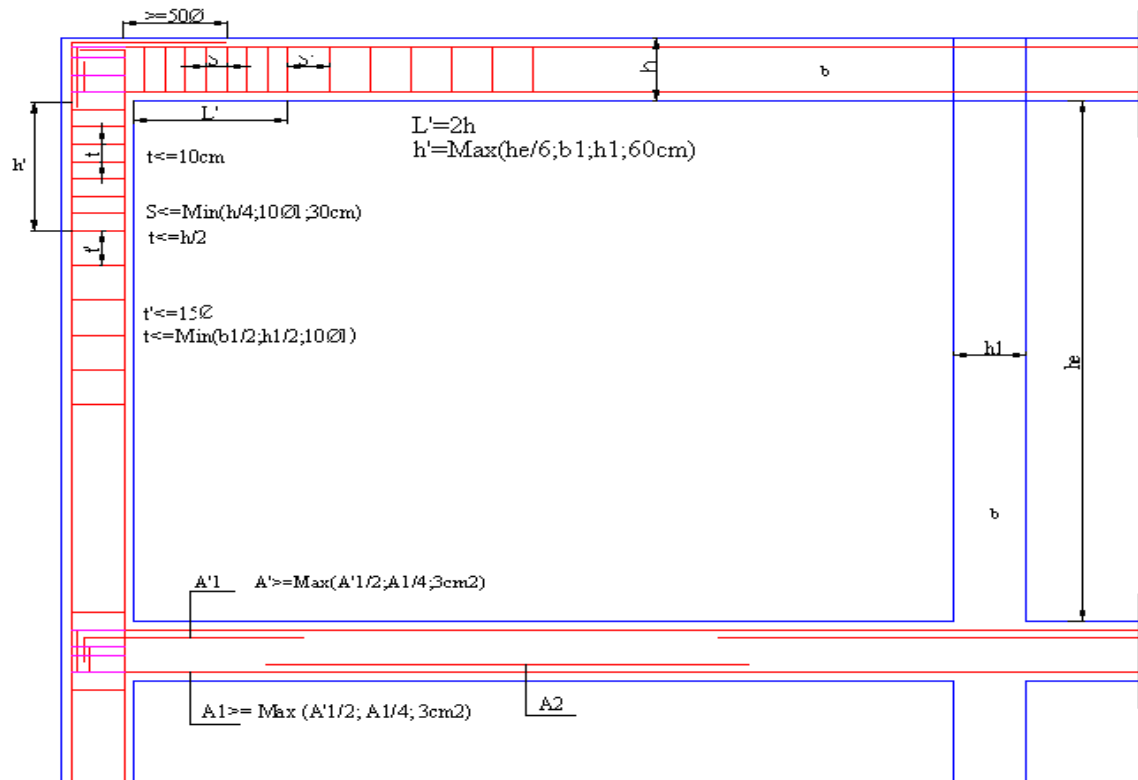 >=50Ø
S
S'
h
b
L'
L'=2h
h'=Max(he/6;b1;h1;60cm)
h'
t
t<=10cm
S<=Min(h/4;10Øl;30cm)
t<=h/2
t'
t'<=15Ø
t<=Min(b1/2;h1/2;10Øl)
h1
he
b
A'1 A'>=Max(A'1/2;A1/4;3cm2)
A1>= Max (A'1/2; A1/4; 3cm2)
A2